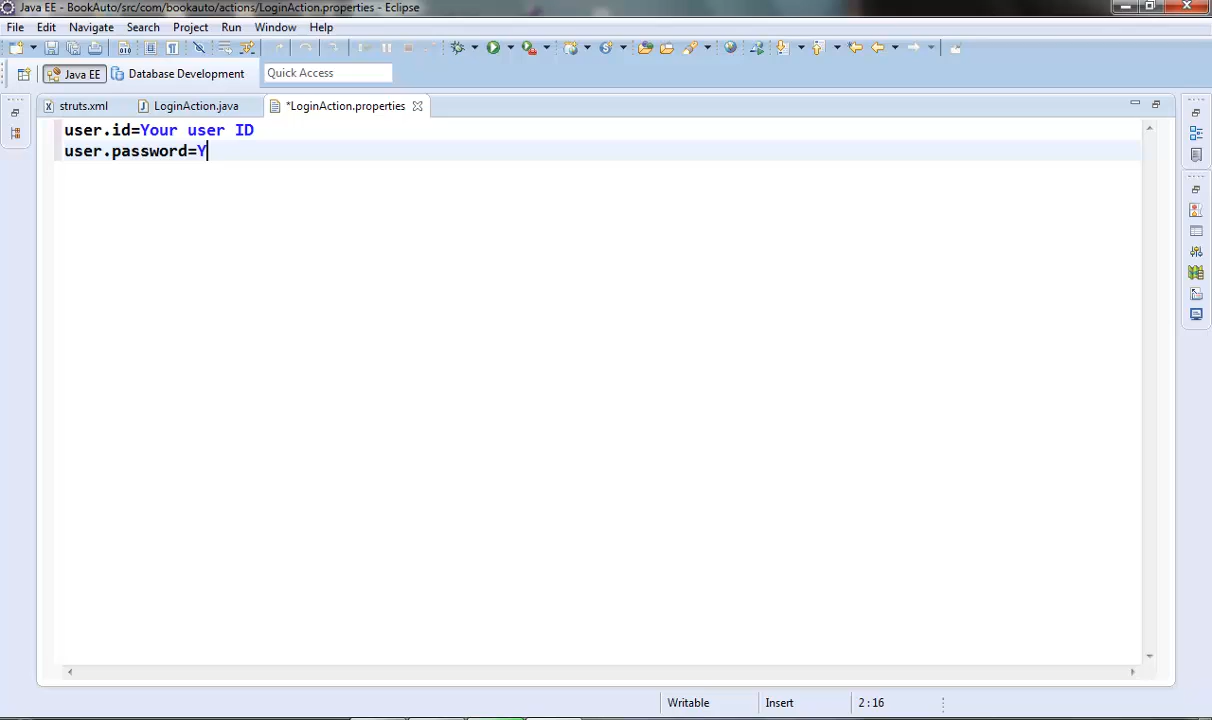 Java EE - BookAuto/src/com/bookauto/actions/LoginAction.properties - Eclipse
File Edit Navigate Search Project Run Window Help
Java EE Database Development Quick Access
struts.xml LoginAction.java *LoginAction.properties
user.id=Your user ID
user.password=Y
Writable Insert 2 : 16